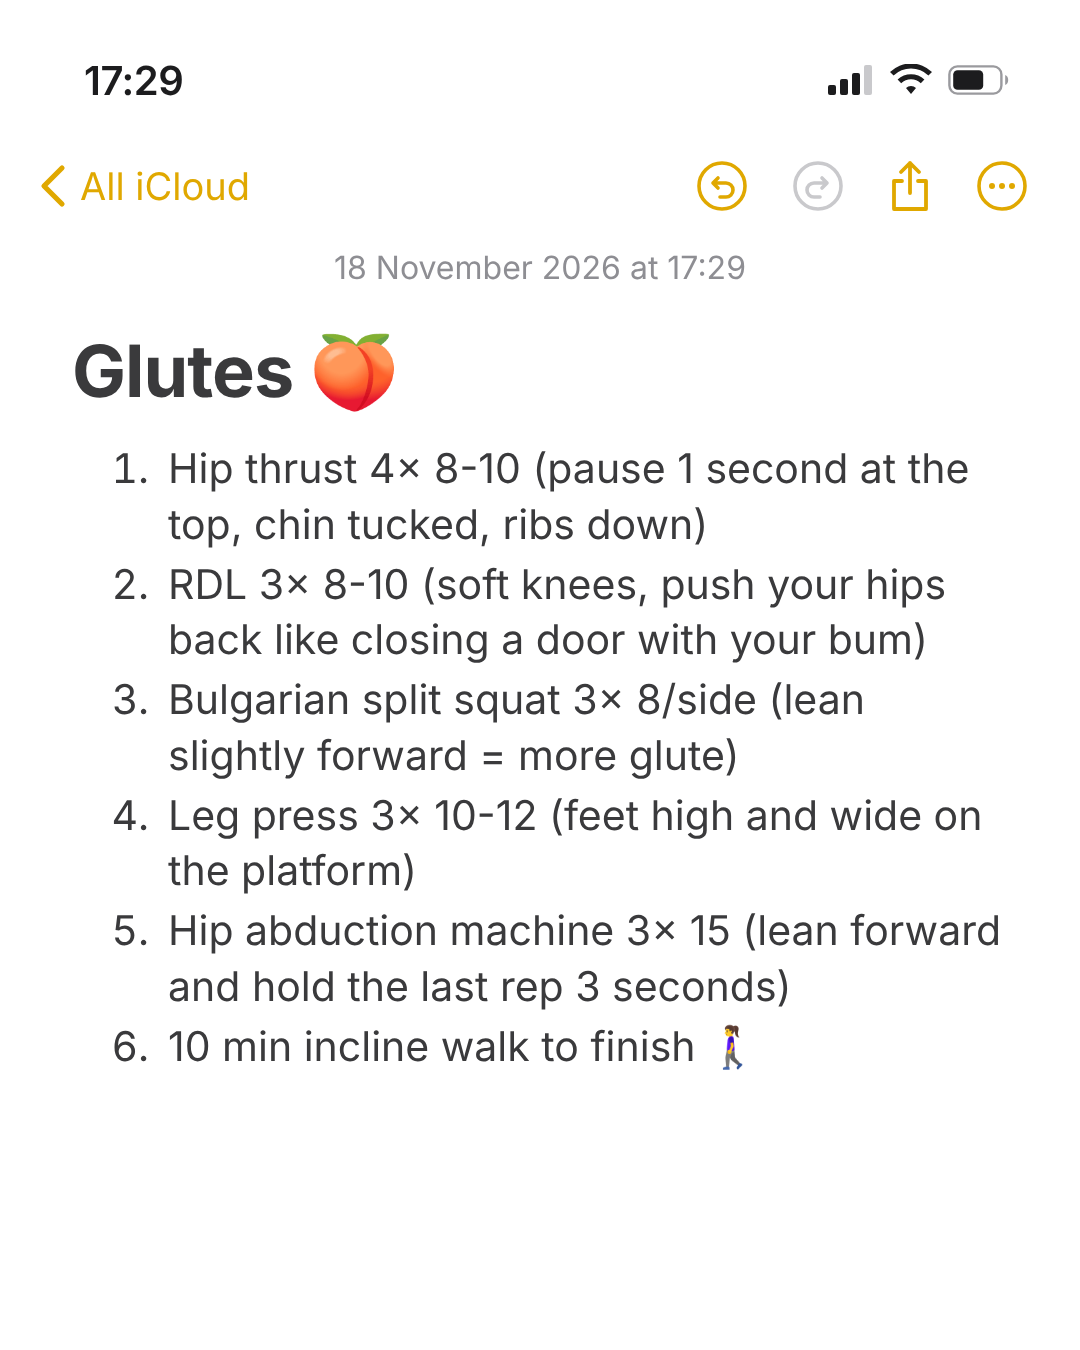 17:29
All iCloud
18 November 2026 at 17:29
Glutes 🍑
1. Hip thrust 4× 8-10 (pause 1 second at the
top, chin tucked, ribs down)
2. RDL 3× 8-10 (soft knees, push your hips
back like closing a door with your bum)
3. Bulgarian split squat 3× 8/side (lean
slightly forward = more glute)
4. Leg press 3× 10-12 (feet high and wide on
the platform)
5. Hip abduction machine 3× 15 (lean forward
and hold the last rep 3 seconds)
6. 10 min incline walk to finish 🚶‍♀️